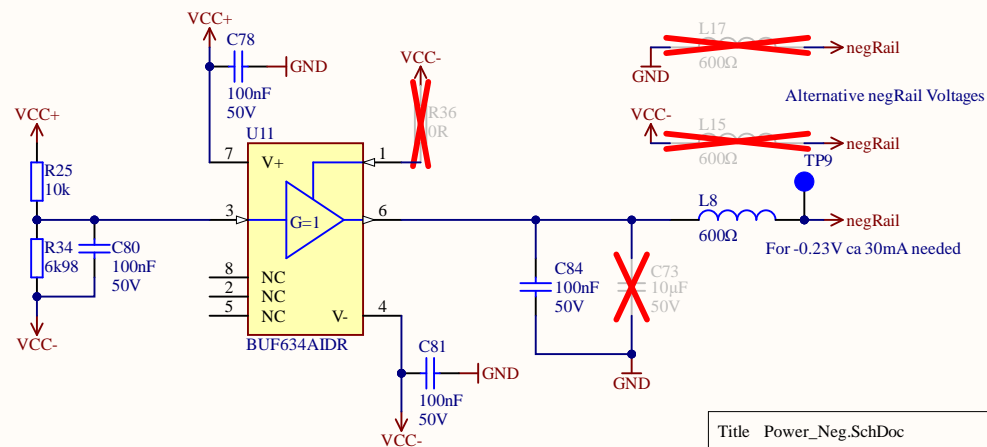 VCC+
C78
GND
100nF
50V
VCC-
R36
0R
L17
600Ω
GND
negRail
Alternative negRail Voltages
VCC-
L15
600Ω
negRail
TP9
VCC+
R25
10k
R34
6k98
C80
100nF
50V
VCC-
U11
7
V+
1
3
G=1
6
8
NC
2
NC
5
NC
V-
4
BUF634AIDR
C81
GND
100nF
50V
VCC-
C84
100nF
50V
C73
10µF
50V
GND
L8
600Ω
negRail
For -0.23V ca 30mA needed
Title Power_Neg.SchDoc